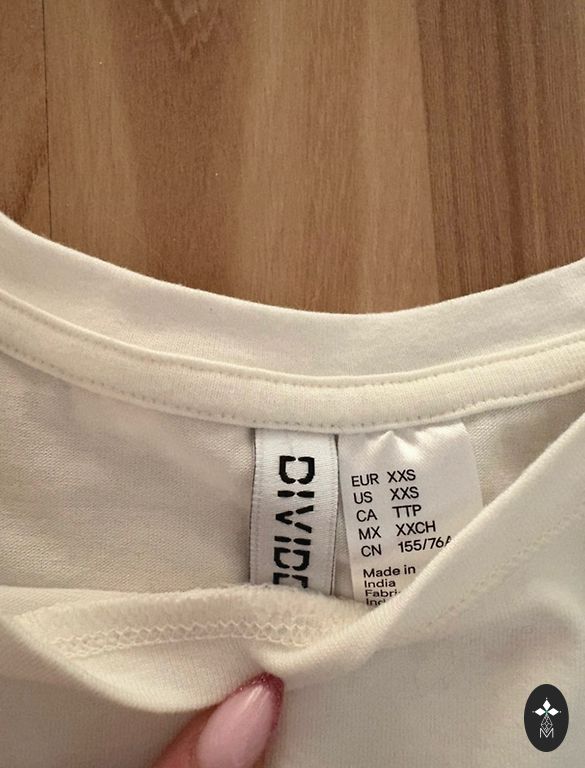 DIVIDE
EUR XXS
US XXS
CA TTP
MX XXCH
CN 155/76A
Made in
India
M